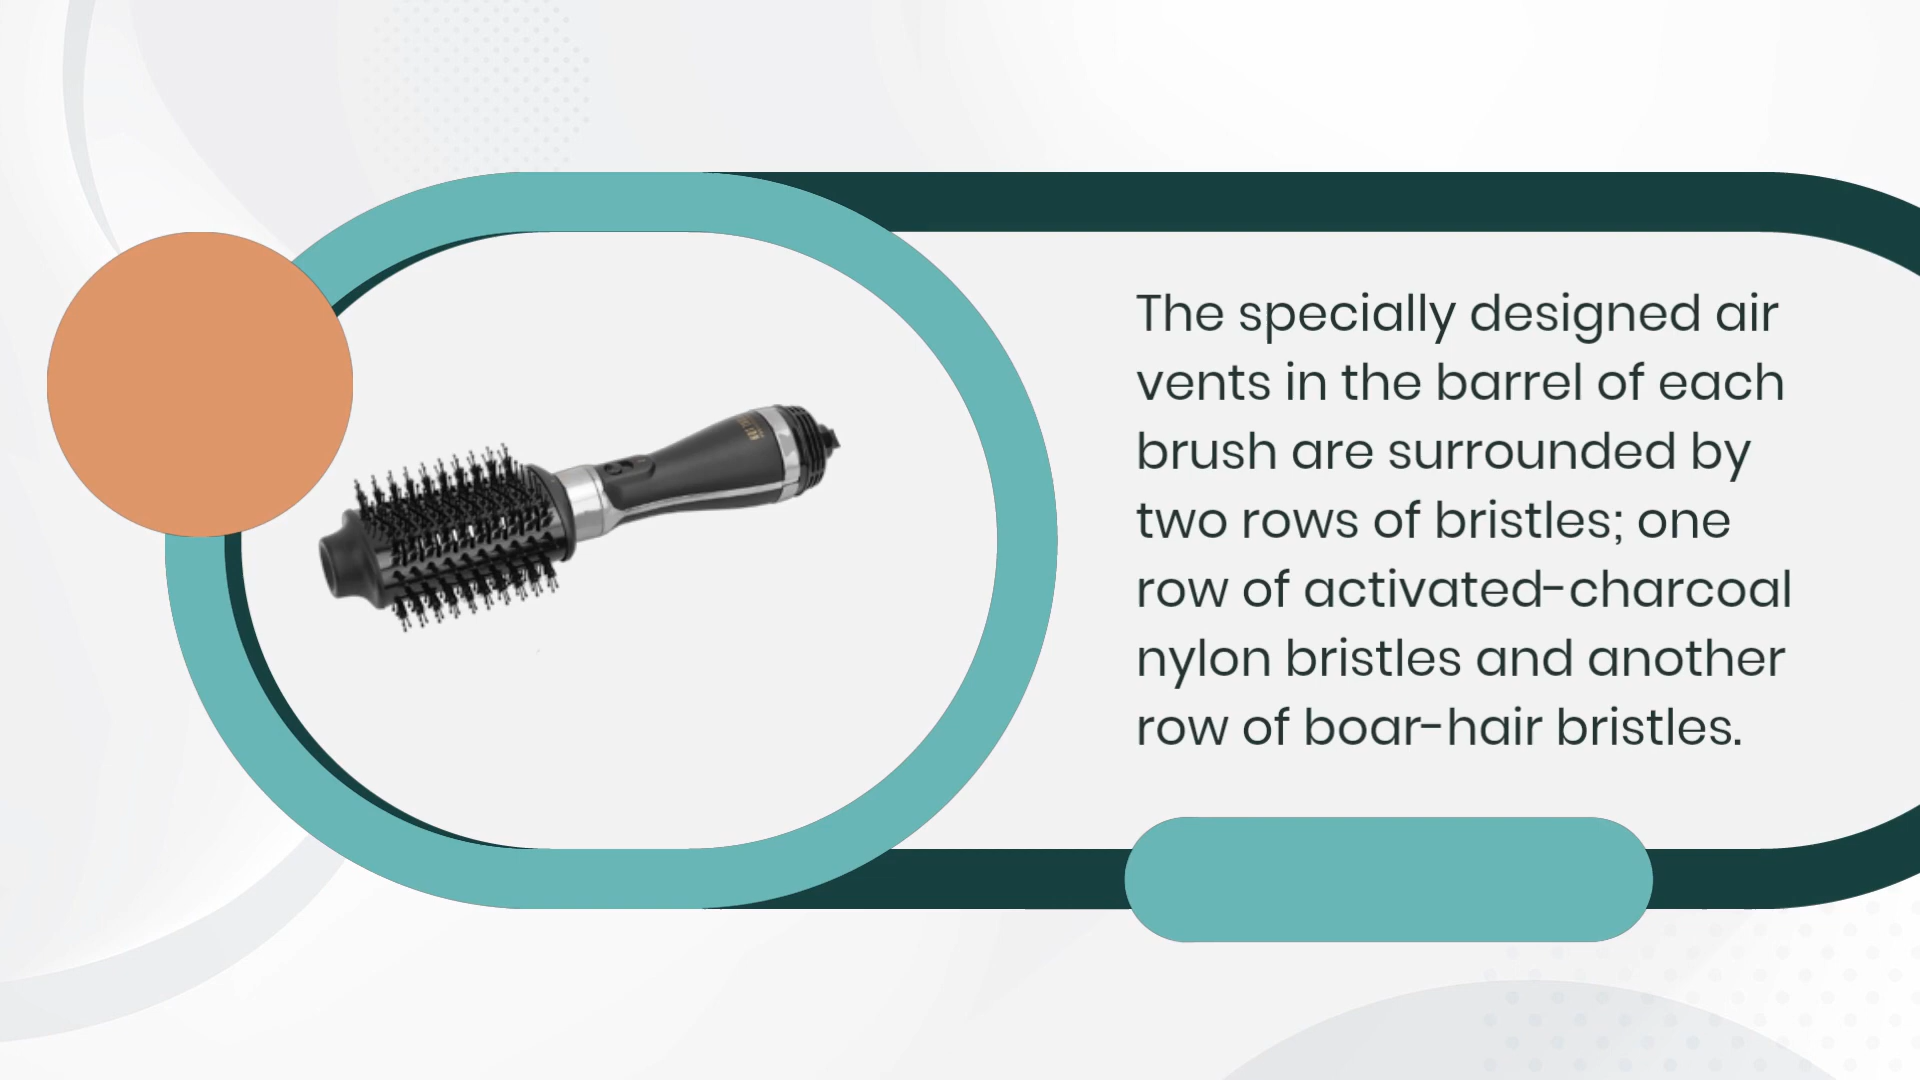 The specially designed air
vents in the barrel of each
brush are surrounded by
two rows of bristles; one
row of activated-charcoal
nylon bristles and another
row of boar-hair bristles.